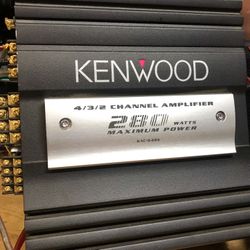 KENWOOD
4/3/2 CHANNEL AMPLIFIER
280 WATTS
MAXIMUM POWER